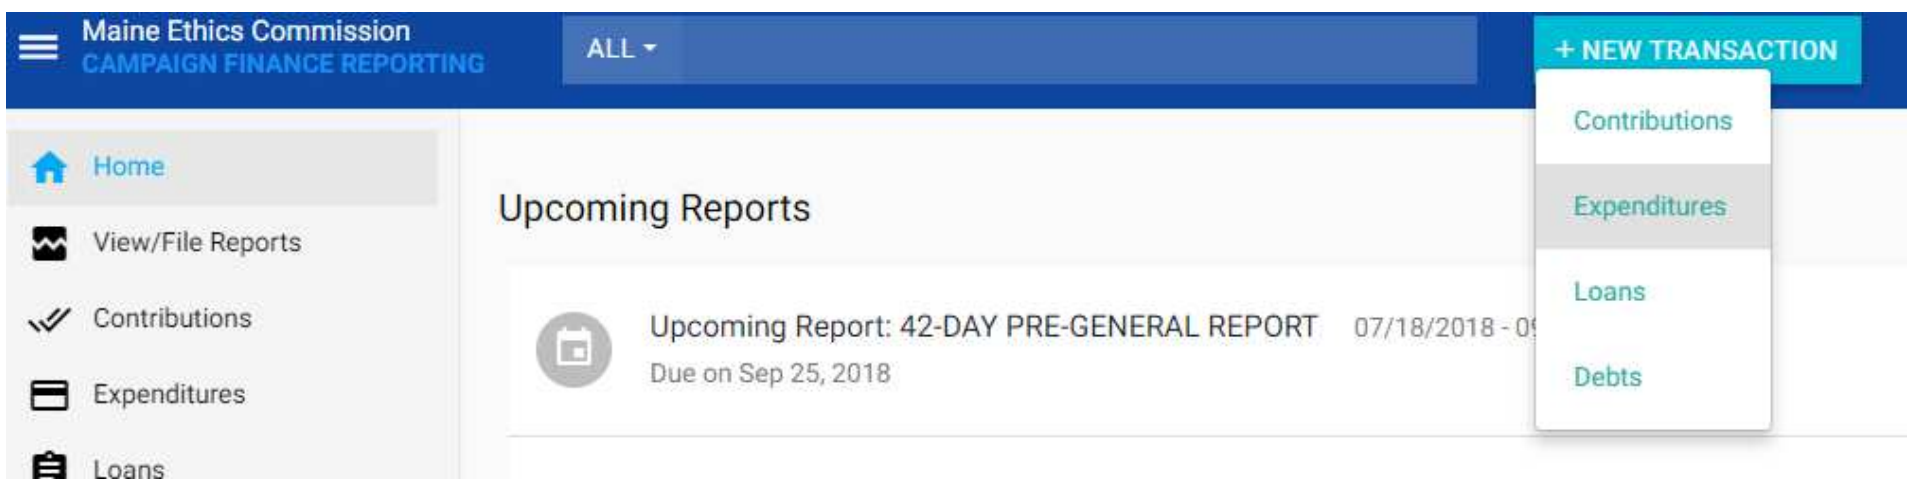 Maine Ethics Commission
CAMPAIGN FINANCE REPORTING
ALL
+ NEW TRANSACTION
Contributions
Expenditures
Loans
Debts
Home
View/File Reports
Contributions
Expenditures
Loans
Upcoming Reports
Upcoming Report: 42-DAY PRE-GENERAL REPORT 07/18/2018 - 0
Due on Sep 25, 2018